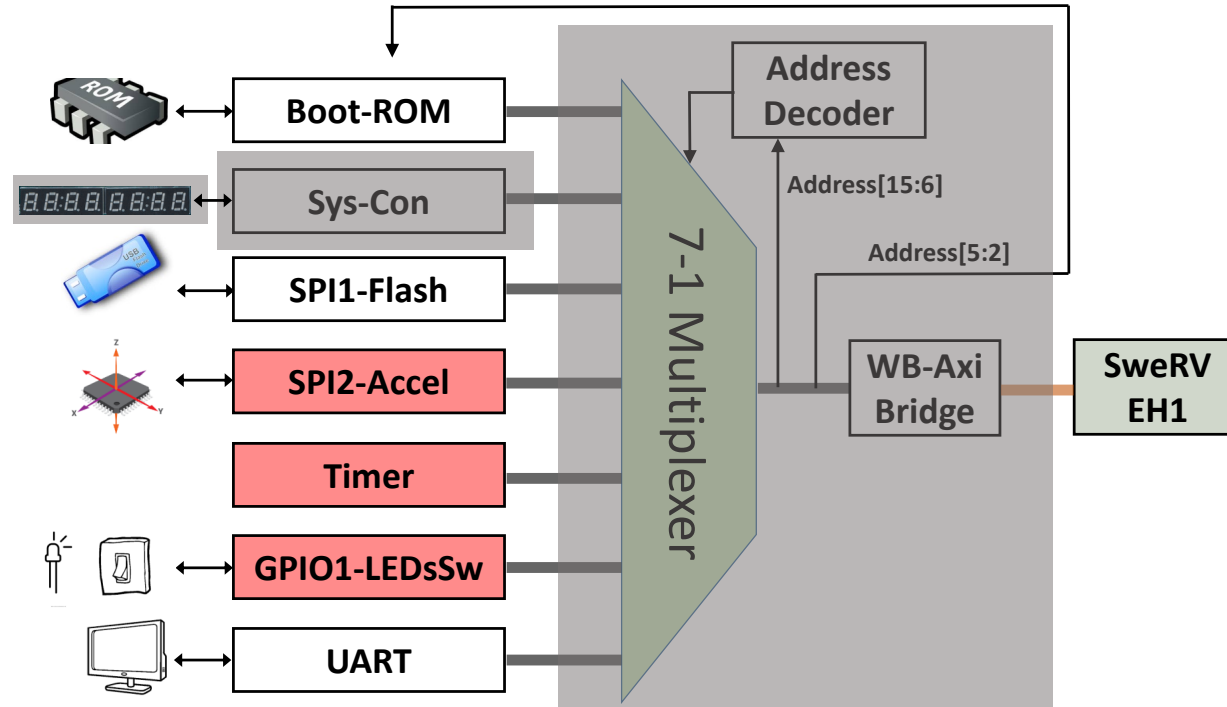 ROM
Boot-ROM
Address
Decoder
Address[15:6]
Sys-Con
Address[5:2]
USB
SPI1-Flash
7-1 Multiplexer
Z
X
Y
SPI2-Accel
WB-Axi
Bridge
SweRV
EH1
Timer
GPIO1-LEDsSw
UART